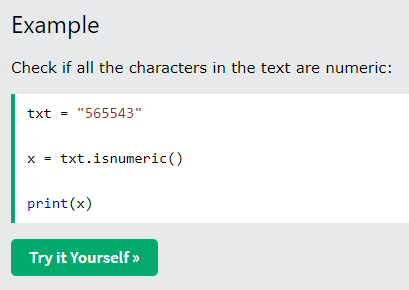 Example
Check if all the characters in the text are numeric:
txt = "565543"
x = txt.isnumeric()
print(x)
Try it Yourself »